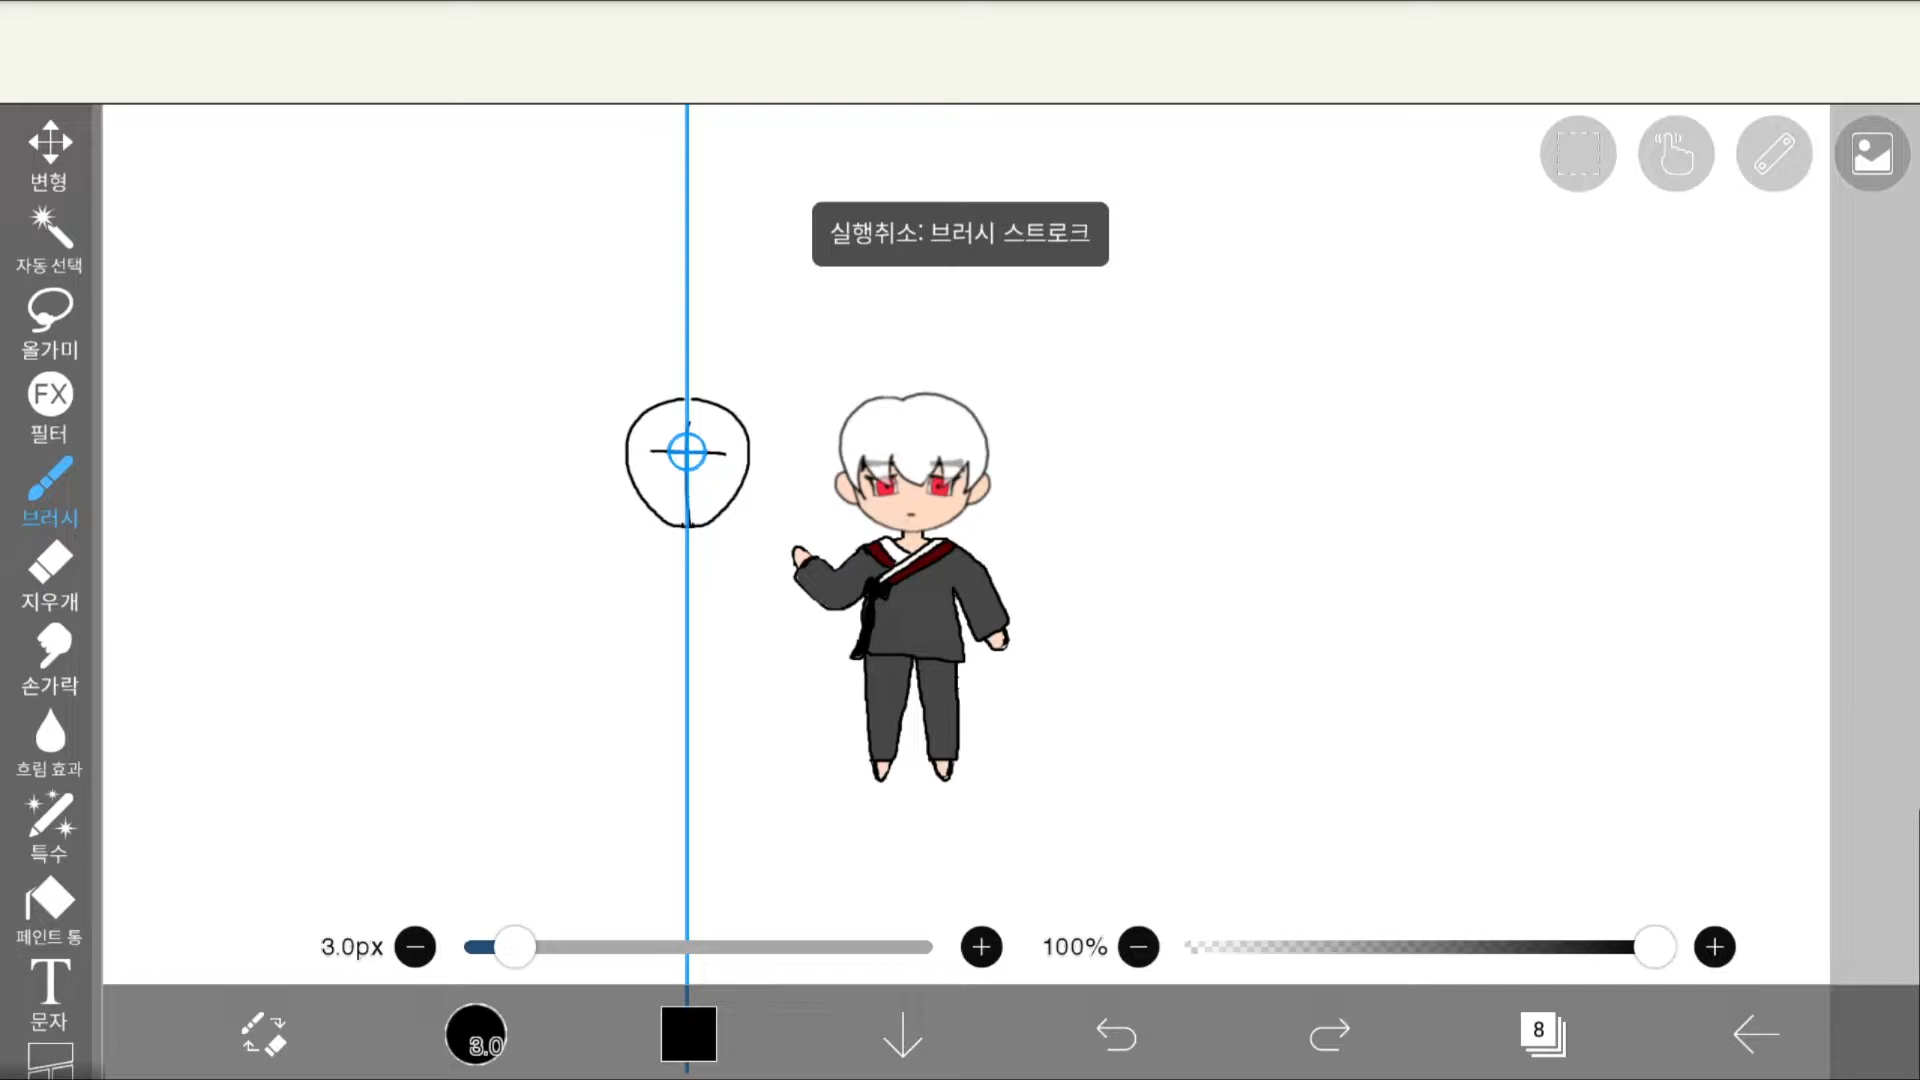 변형
자동 선택
올가미
FX
필터
브러시
지우개
손가락
흐림 효과
특수
페인트 통
T
문자
실행취소: 브러시 스트로크
3.0px
100%
3.0
8